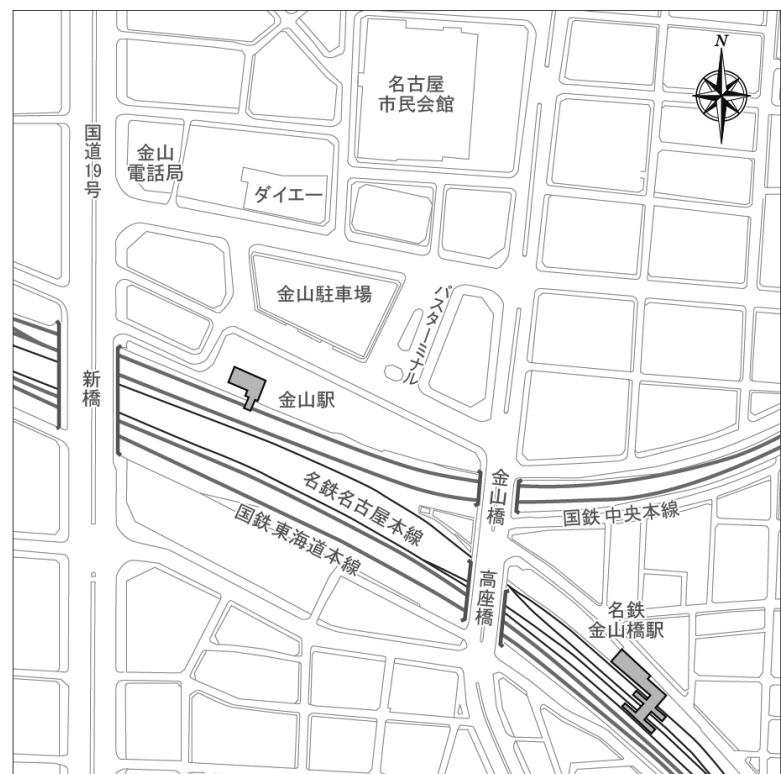 N
名古屋
市民会館
国道19号
金山
電話局
ダイエー
金山駐車場
バスターミナル
新橋
金山駅
金山橋
名鉄名古屋本線
国鉄中央本線
国鉄東海道本線
高座橋
名鉄
金山橋駅